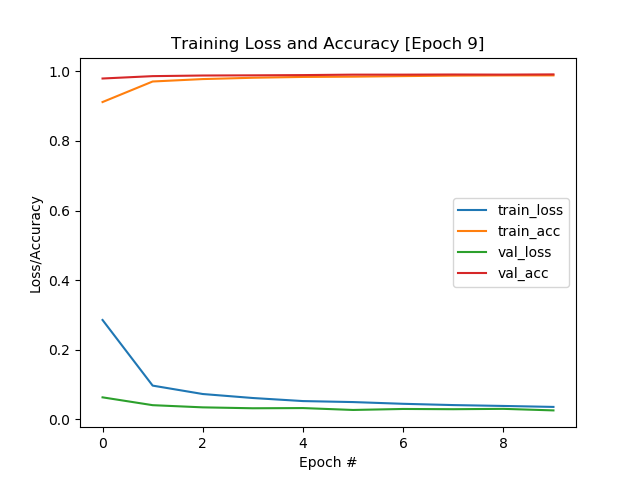 Training Loss and Accuracy [Epoch 9]
1.0
0.8
0.6
0.4
0.2
0.0
Loss/Accuracy
train_loss
train_acc
val_loss
val_acc
0 2 4 6 8
Epoch #